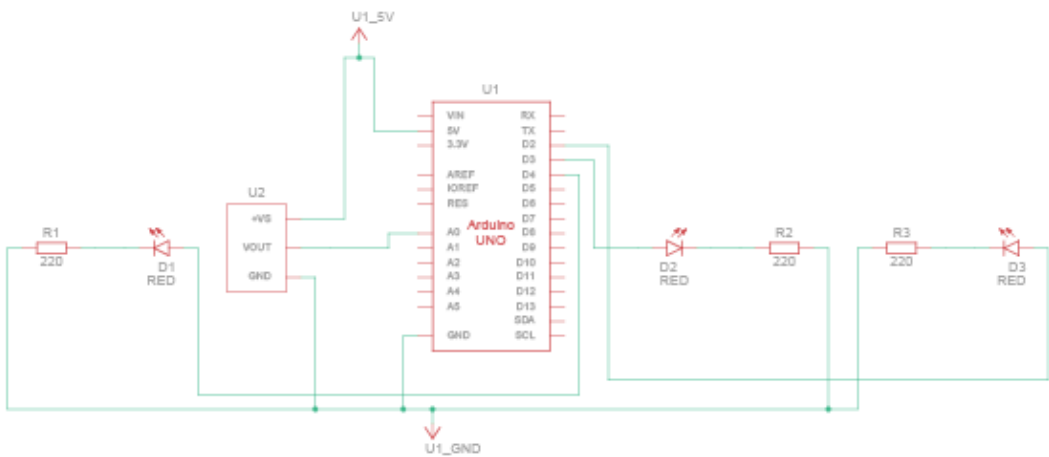 U1_5V
U1
VIN
5V
3.3V
AREF
IOREF
RES
A0
A1
A2
A3
A4
A5
GND
Arduino
UNO
RX
TX
D2
D3
D4
D5
D6
D7
D8
D9
D10
D11
D12
D13
SDA
SCL
U2
+VS
VOUT
GND
R1
220
D1
RED
D2
RED
R2
220
R3
220
D3
RED
U1_GND